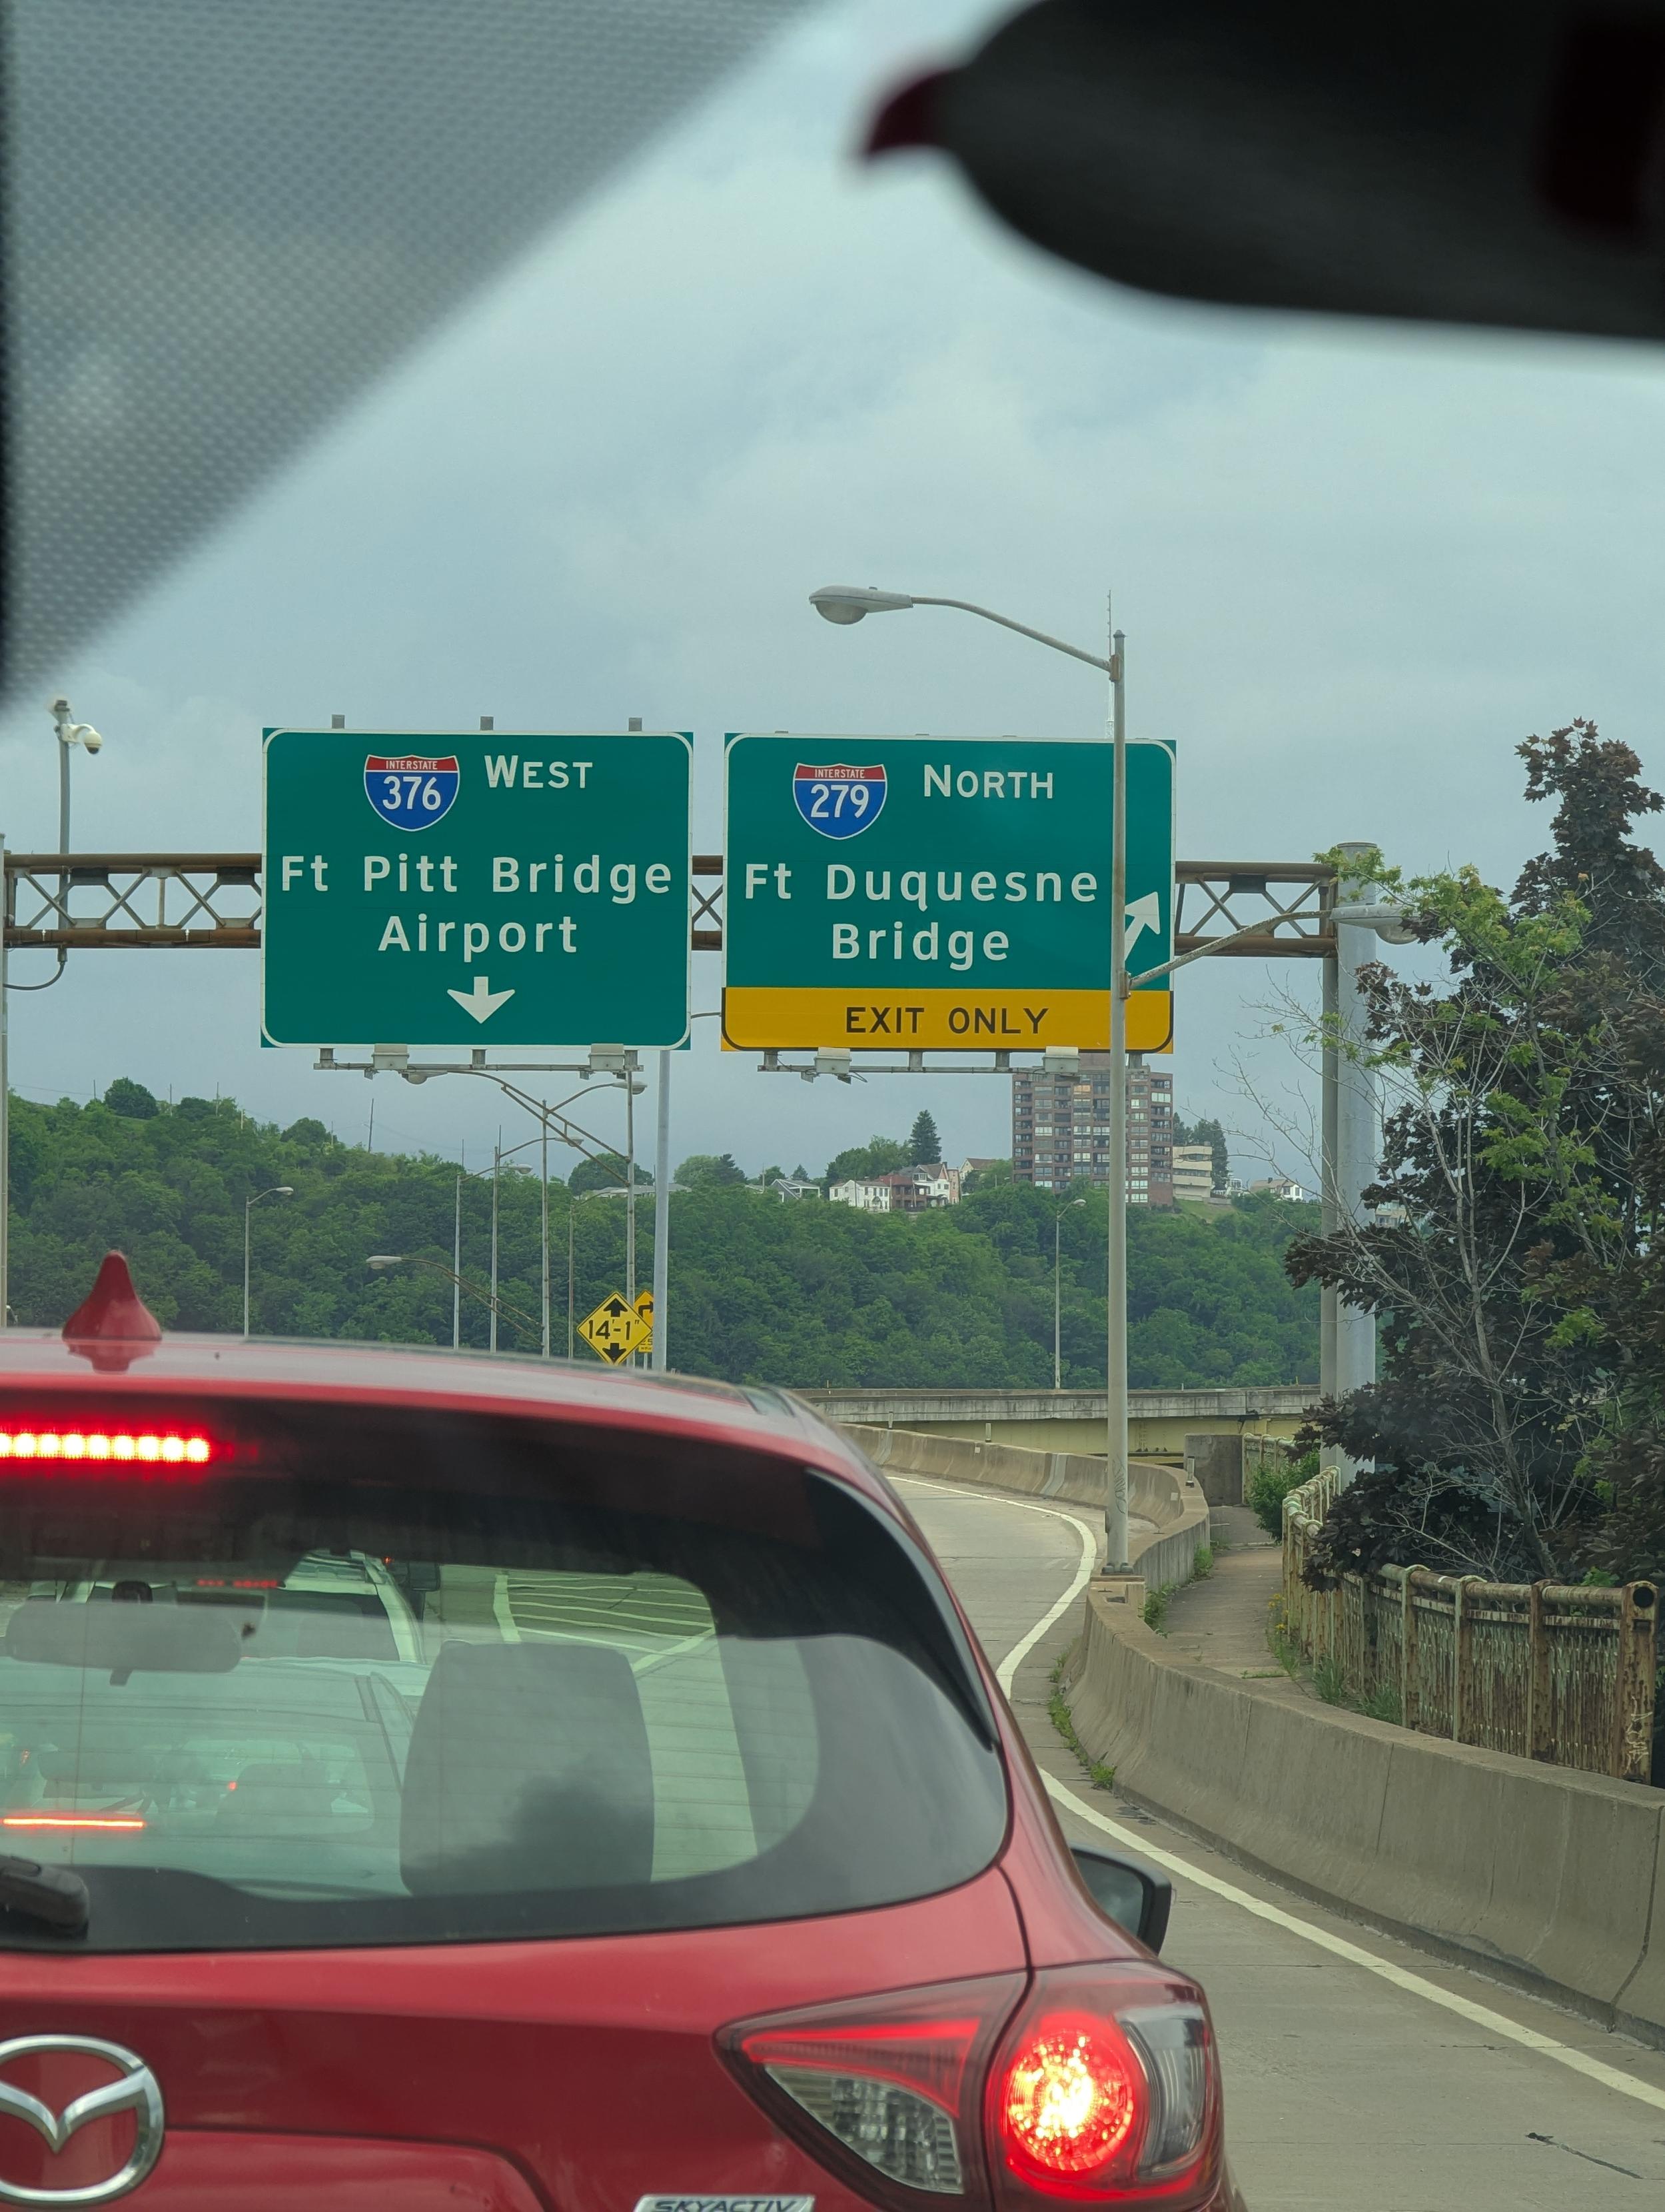 INTERSTATE
376
WEST
Ft Pitt Bridge
Airport
INTERSTATE
279
NORTH
Ft Duquesne
Bridge
EXIT ONLY
14'-1"
SKYACTIV